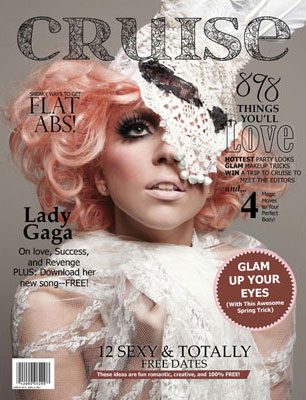 CRUISE
SNEAKY WAYS TO GET
FLAT
ABS!
898
THINGS
YOU'LL
Love
HOTTEST PARTY LOOKS
GLAM MAKEUP TRICKS
WIN A TRIP TO CRUISE TO
MEET THE EDITORS
and...
4
Magic
Moves
to Your
Perfect
Body!
Lady
Gaga
On love, Success,
and Revenge
PLUS: Download her
new song--FREE!
GLAM
UP YOUR
EYES
(With This Awesome
Spring Trick)
12 SEXY & TOTALLY
FREE DATES
These ideas are fun romantic, creative, and 100% FREE!